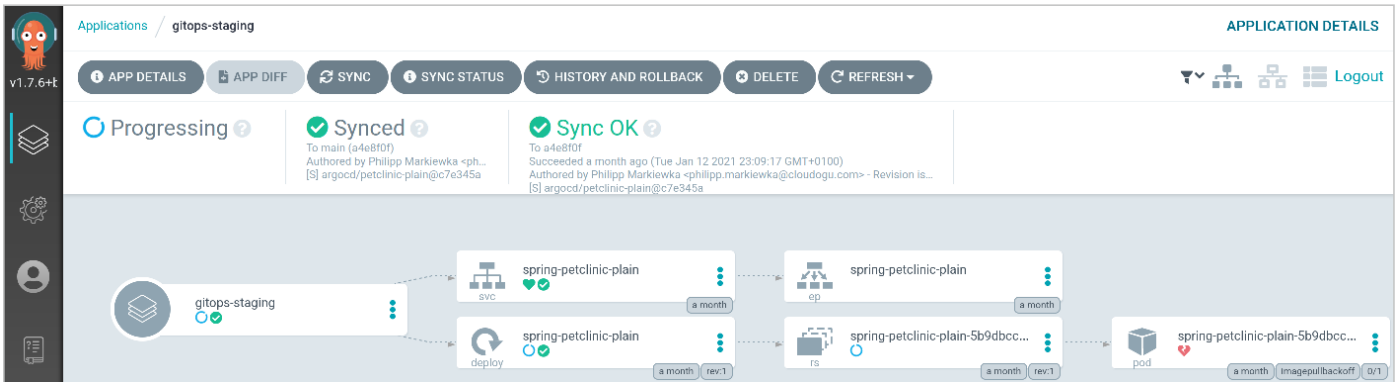 Applications / gitops-staging
APPLICATION DETAILS
v1.7.6+b
APP DETAILS
APP DIFF
SYNC
SYNC STATUS
HISTORY AND ROLLBACK
DELETE
REFRESH
Logout
Progressing
Synced
To main (a4e8f0f)
Authored by Philipp Markiewka <ph...
[S] argocd/petclinic-plain@c7e345a
Sync OK
To a4e8f0f
Succeeded a month ago (Tue Jan 12 2021 23:09:17 GMT+0100)
Authored by Philipp Markiewka <philipp.markiewka@cloudogu.com> - Revision is...
[S] argocd/petclinic-plain@c7e345a
gitops-staging
svc
spring-petclinic-plain
a month
ep
spring-petclinic-plain
a month
deploy
spring-petclinic-plain
a month
rev:1
rs
spring-petclinic-plain-5b9dbcc...
a month
rev:1
pod
spring-petclinic-plain-5b9dbcc...
a month
imagepullbackoff
0/1